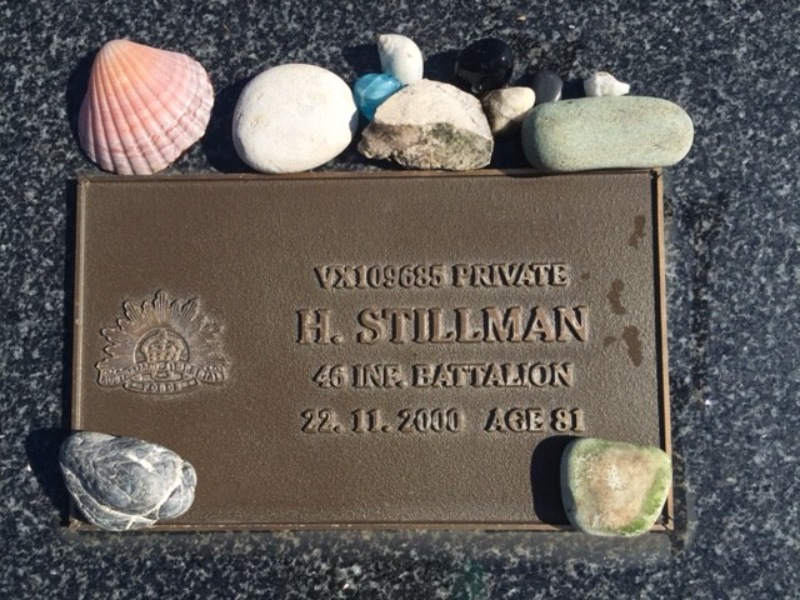 VX109685 PRIVATE
H. STILLMAN
46 INF. BATTALION
22. 11. 2000 AGE 81